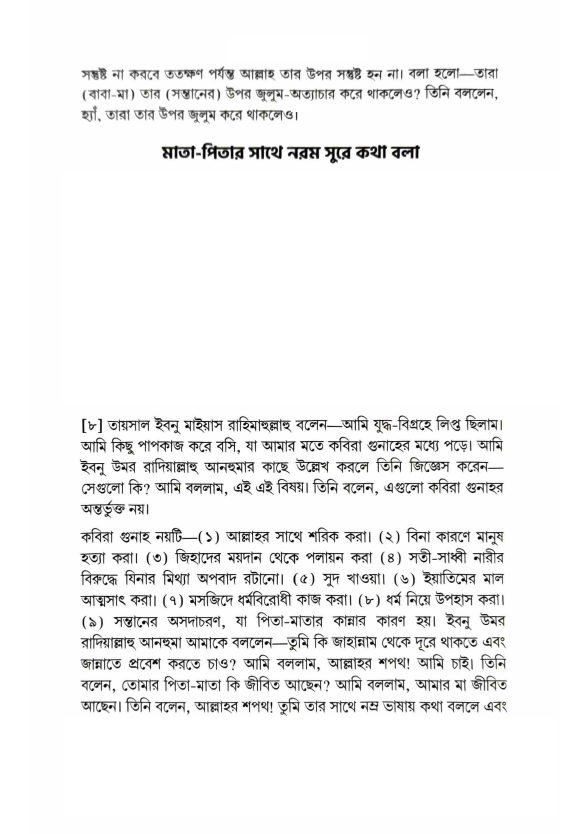 সন্তুষ্ট না করবে ততক্ষণ পর্যন্ত আল্লাহ তার উপর সন্তুষ্ট হন না। বলা হলো—তারা
(বাবা-মা) তার (সন্তানের) উপর জুলুম-অত্যাচার করে থাকলেও? তিনি বললেন,
হ্যাঁ, তারা তার উপর জুলুম করে থাকলেও।
মাতা-পিতার সাথে নরম সুরে কথা বলা
[৮] তায়সাল ইবনু মাইয়াস রাহিমাহুল্লাহু বলেন—আমি যুদ্ধ-বিগ্রহে লিপ্ত ছিলাম।
আমি কিছু পাপকাজ করে বসি, যা আমার মতে কবিরা গুনাহের মধ্যে পড়ে। আমি
ইবনু উমর রাদিয়াল্লাহু আনহুমার কাছে উল্লেখ করলে তিনি জিজ্ঞেস করেন—
সেগুলো কি? আমি বললাম, এই এই বিষয়। তিনি বলেন, এগুলো কবিরা গুনাহর
অন্তর্ভুক্ত নয়।
কবিরা গুনাহ নয়টি—(১) আল্লাহর সাথে শরিক করা। (২) বিনা কারণে মানুষ
হত্যা করা। (৩) জিহাদের ময়দান থেকে পলায়ন করা (৪) সতী-সাধ্বী নারীর
বিরুদ্ধে যিনার মিথ্যা অপবাদ রটানো। (৫) সুদ খাওয়া। (৬) ইয়াতিমের মাল
আত্মসাৎ করা। (৭) মসজিদে ধর্মবিরোধী কাজ করা। (৮) ধর্ম নিয়ে উপহাস করা।
(৯) সন্তানের অসদাচরণ, যা পিতা-মাতার কান্নার কারণ হয়। ইবনু উমর
রাদিয়াল্লাহু আনহুমা আমাকে বললেন—তুমি কি জাহান্নাম থেকে দূরে থাকতে এবং
জান্নাতে প্রবেশ করতে চাও? আমি বললাম, আল্লাহর শপথ! আমি চাই। তিনি
বলেন, তোমার পিতা-মাতা কি জীবিত আছেন? আমি বললাম, আমার মা জীবিত
আছেন। তিনি বলেন, আল্লাহর শপথ! তুমি তার সাথে নম্র ভাষায় কথা বললে এবং